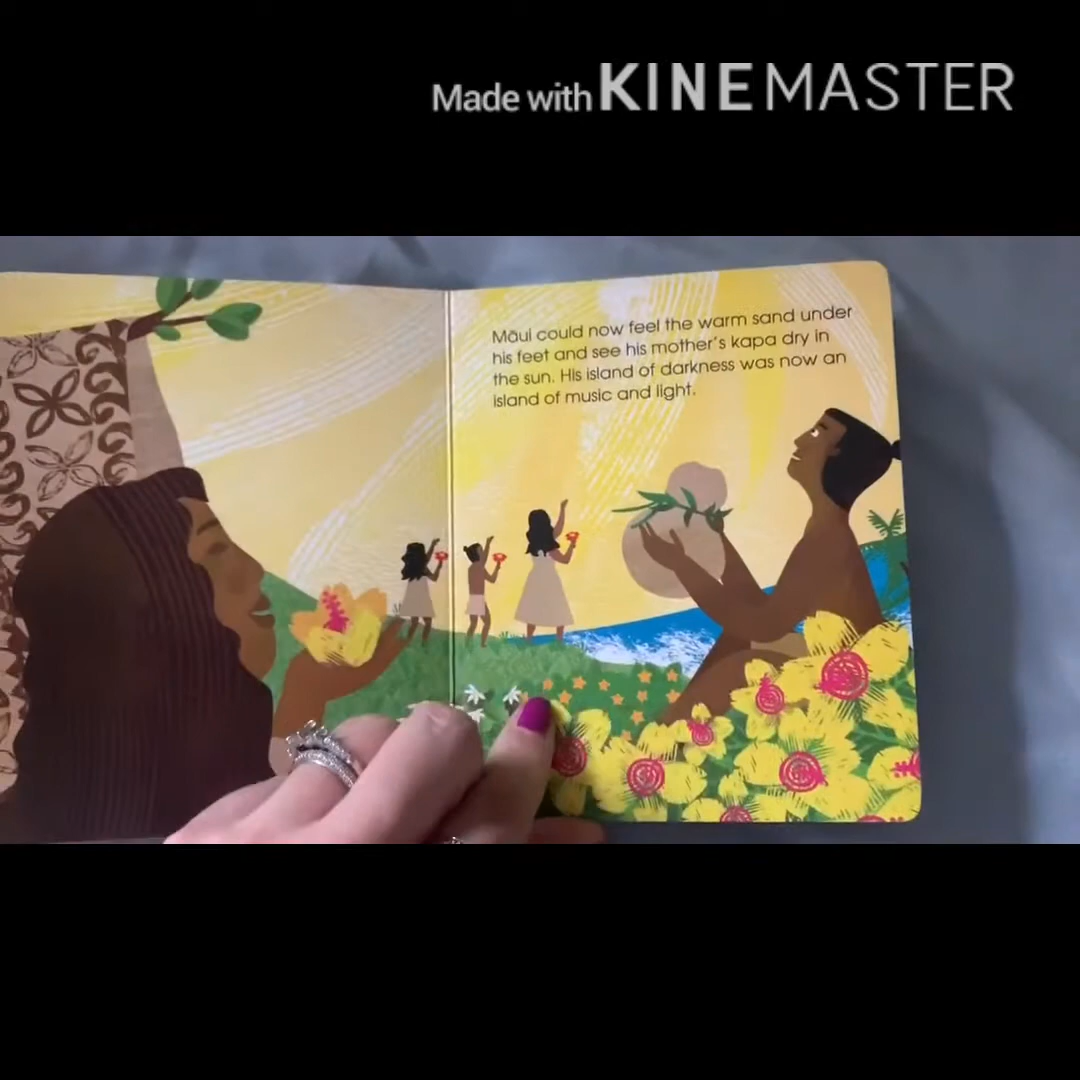 Made with KINEMASTER
Māui could now feel the warm sand under
his feet and see his mother's kapa dry in
the sun. His island of darkness was now an
island of music and light.